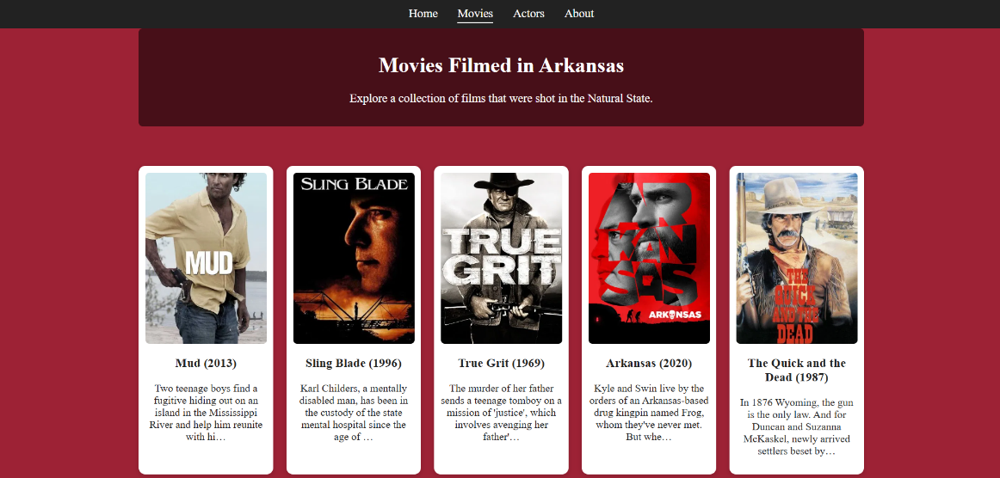 Home Movies Actors About
Movies Filmed in Arkansas
Explore a collection of films that were shot in the Natural State.
MUD
SLING BLADE
TRUE
GRIT
KAN
SAS
ARKANSAS
THE
QUICK
AND THE
DEAD
Mud (2013)
Two teenage boys find a
fugitive hiding out on an
island in the Mississippi
River and help him reunite
with hi…
Sling Blade (1996)
Karl Childers, a mentally
disabled man, has been in
the custody of the state
mental hospital since the
age of …
True Grit (1969)
The murder of her father
sends a teenage tomboy on a
mission of 'justice', which
involves avenging her
father'…
Arkansas (2020)
Kyle and Swin live by the
orders of an Arkansas-based
drug kingpin named Frog,
whom they've never met.
But whe…
The Quick and the
Dead (1987)
In 1876 Wyoming, the gun
is the only law. And for
Duncan and Suzanna
McKaskel, newly arrived
settlers beset by…